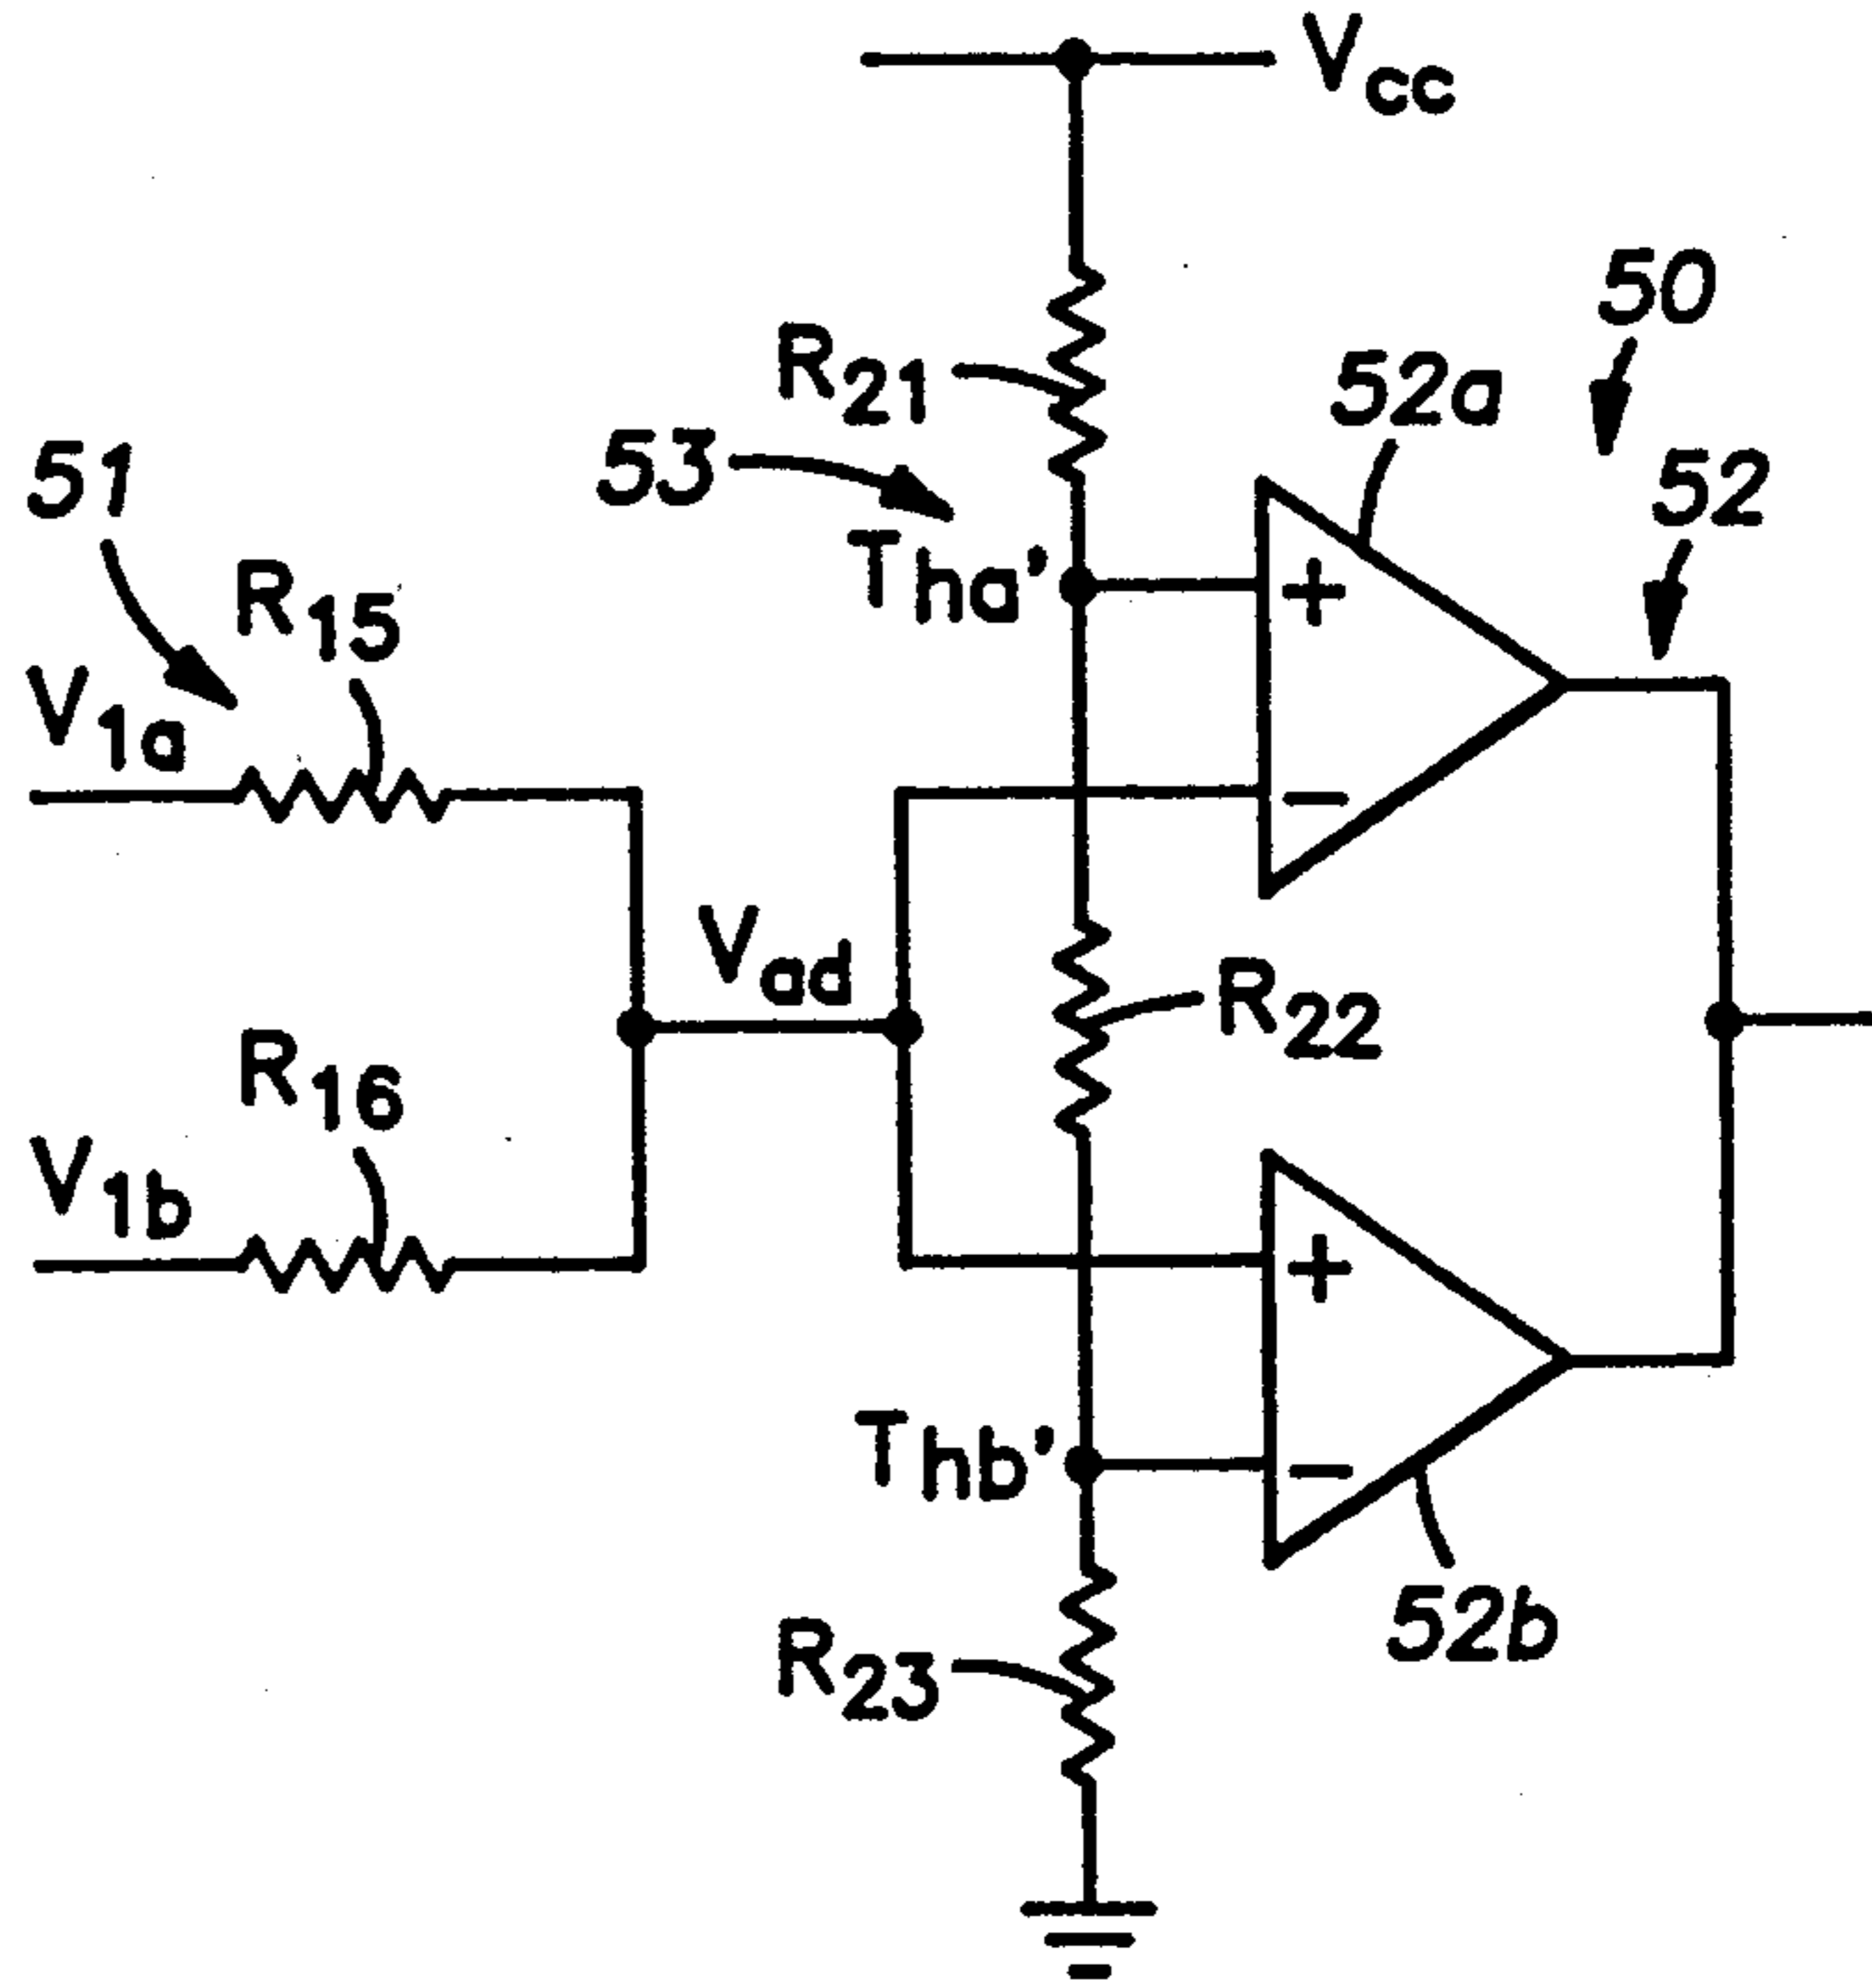 Vcc
50
R21
52a
53
52
51
Tha'
R15
V1a
Vad
R22
R16
V1b
+
−
+
−
Thb'
52b
R23